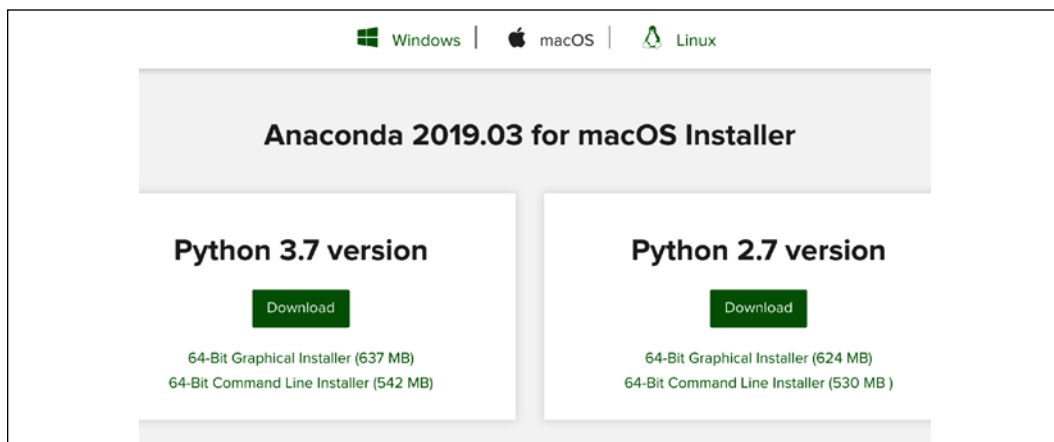 Windows | macOS | Linux
Anaconda 2019.03 for macOS Installer
Python 3.7 version
Download
64-Bit Graphical Installer (637 MB)
64-Bit Command Line Installer (542 MB)
Python 2.7 version
Download
64-Bit Graphical Installer (624 MB)
64-Bit Command Line Installer (530 MB )